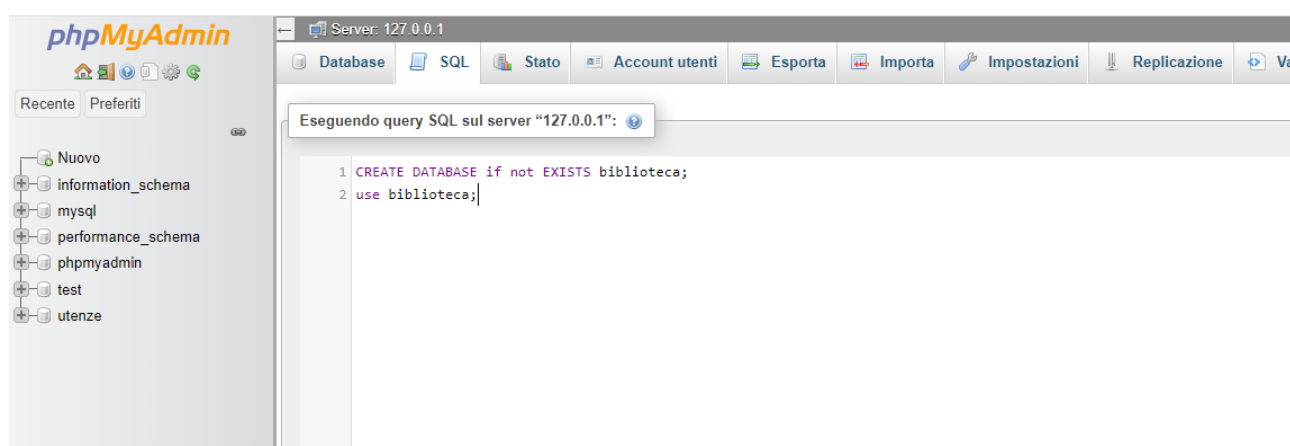 phpMyAdmin
Recente Preferiti
Nuovo
information_schema
mysql
performance_schema
phpmyadmin
test
utenze
← Server: 127.0.0.1
Database SQL Stato Account utenti Esporta Importa Impostazioni Replicazione
Eseguendo query SQL sul server “127.0.0.1”:
1 CREATE DATABASE if not EXISTS biblioteca;
2 use biblioteca;